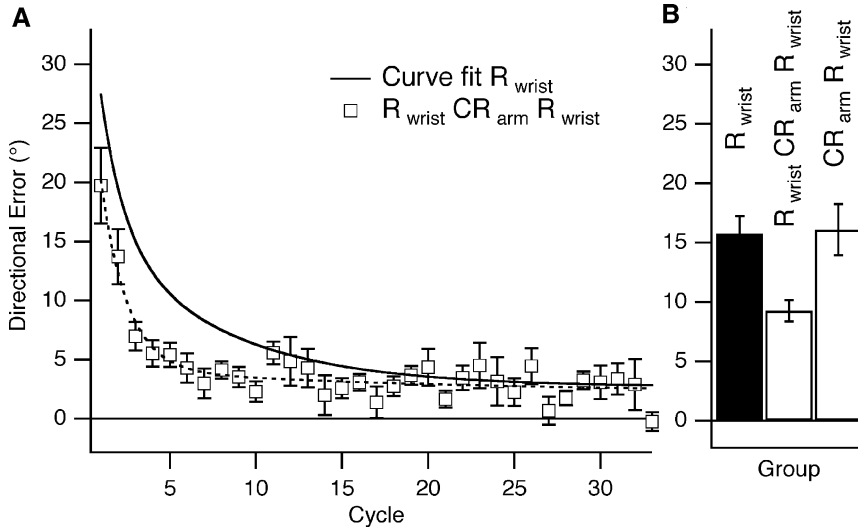 A
Directional Error (°)
30
25
20
15
10
5
0
Curve fit R wrist
R wrist CR arm R wrist
5
10
15
20
25
30
Cycle
B
30
25
20
15
10
5
0
R wrist
R wrist CR arm R wrist
CR arm R wrist
Group